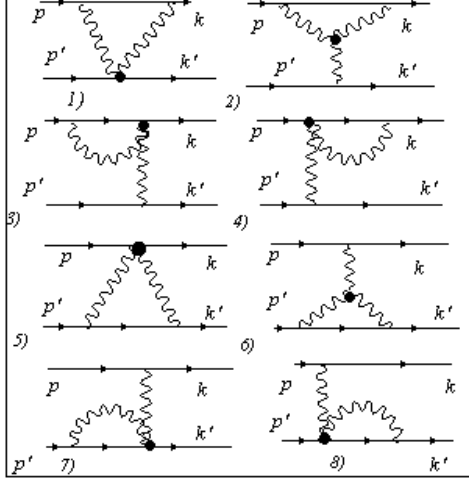 p k
p' k'
1)
p k
p' k'
2)
p k
p' k'
3)
p k
p' k'
4)
p k
p' k'
5)
p k
p' k'
6)
p k
k'
p' 7)
p k
p'
8) k'